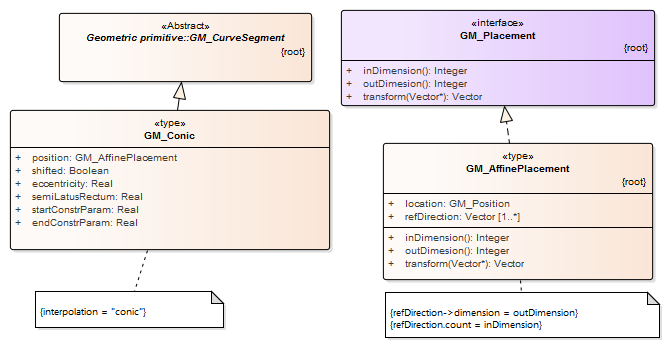 «Abstract»
Geometric primitive::GM_CurveSegment
{root}
«type»
GM_Conic
+ position: GM_AffinePlacement
+ shifted: Boolean
+ eccentricity: Real
+ semiLatusRectum: Real
+ startConstrParam: Real
+ endConstrParam: Real
{interpolation = "conic"}
«interface»
GM_Placement
{root}
+ inDimension(): Integer
+ outDimesion(): Integer
+ transform(Vector*): Vector
«type»
GM_AffinePlacement
{root}
+ location: GM_Position
+ refDirection: Vector [1..*]
+ inDimension(): Integer
+ outDimesion(): Integer
+ transform(Vector*): Vector
{refDirection->dimension = outDimension}
{refDirection.count = inDimension}